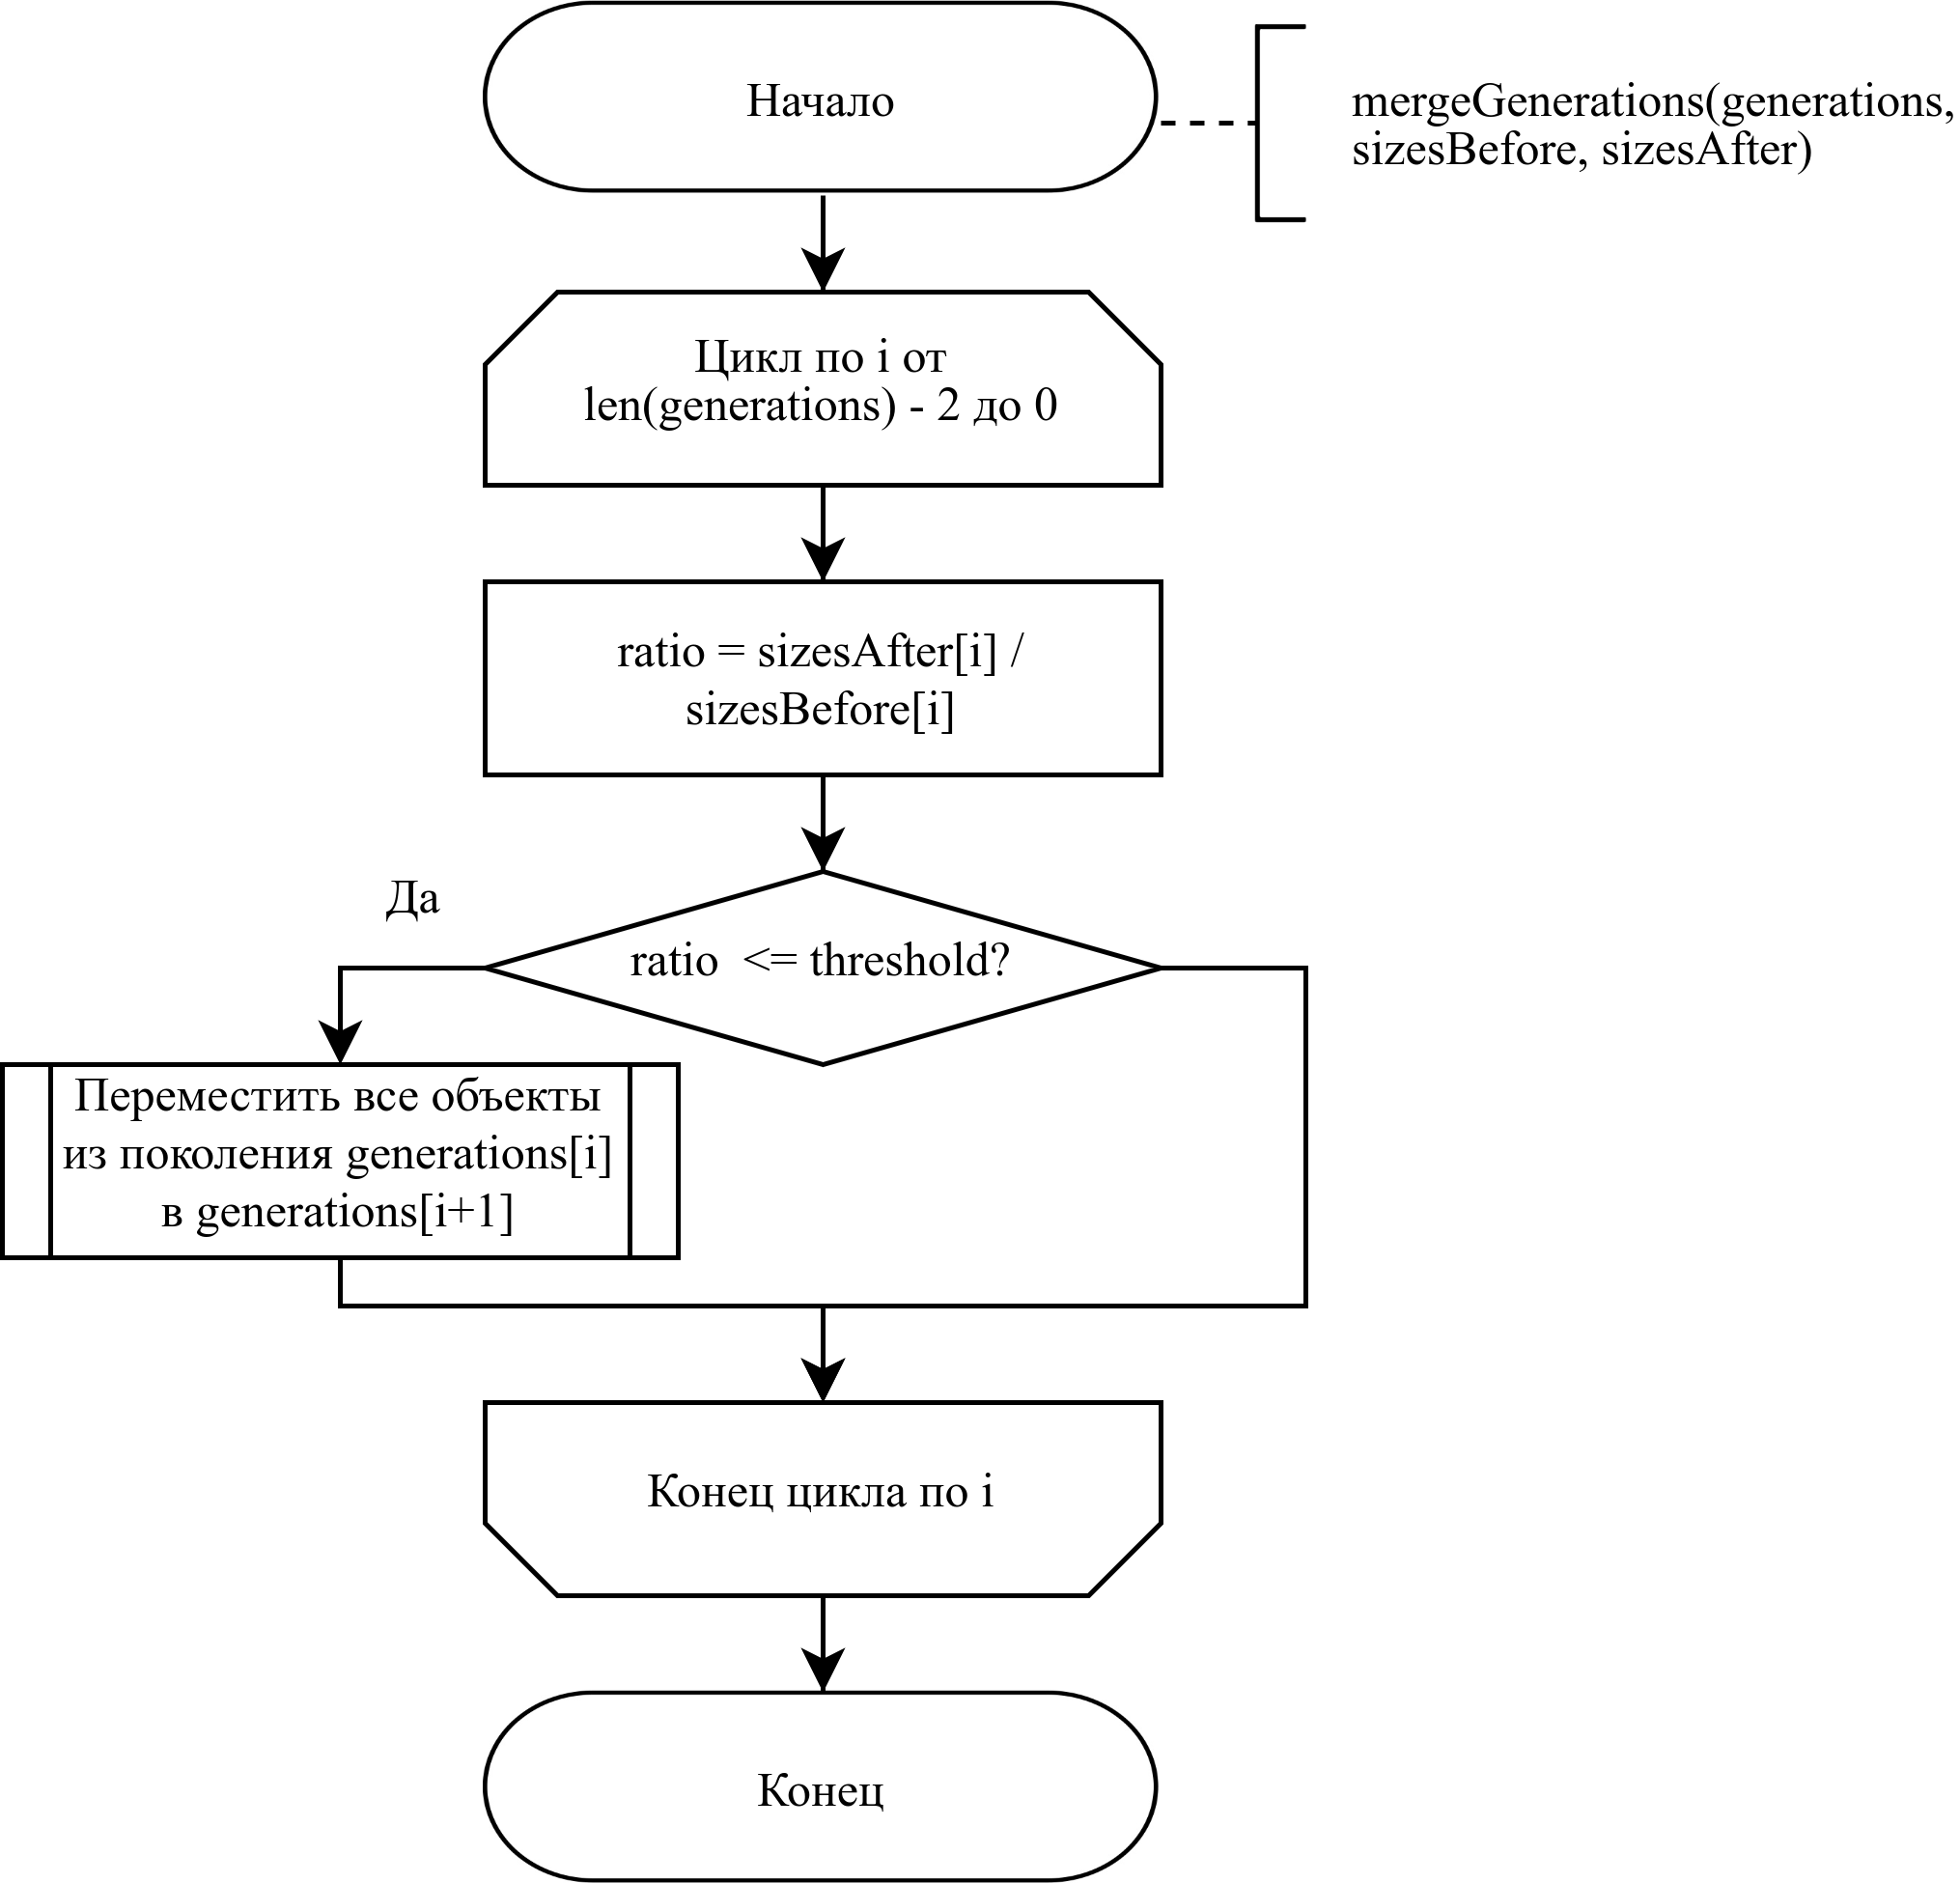 Начало
mergeGenerations(generations,
sizesBefore, sizesAfter)
Цикл по i от
len(generations) - 2 до 0
ratio = sizesAfter[i] /
sizesBefore[i]
Да
ratio <= threshold?
Переместить все объекты
из поколения generations[i]
в generations[i+1]
Конец цикла по i
Конец